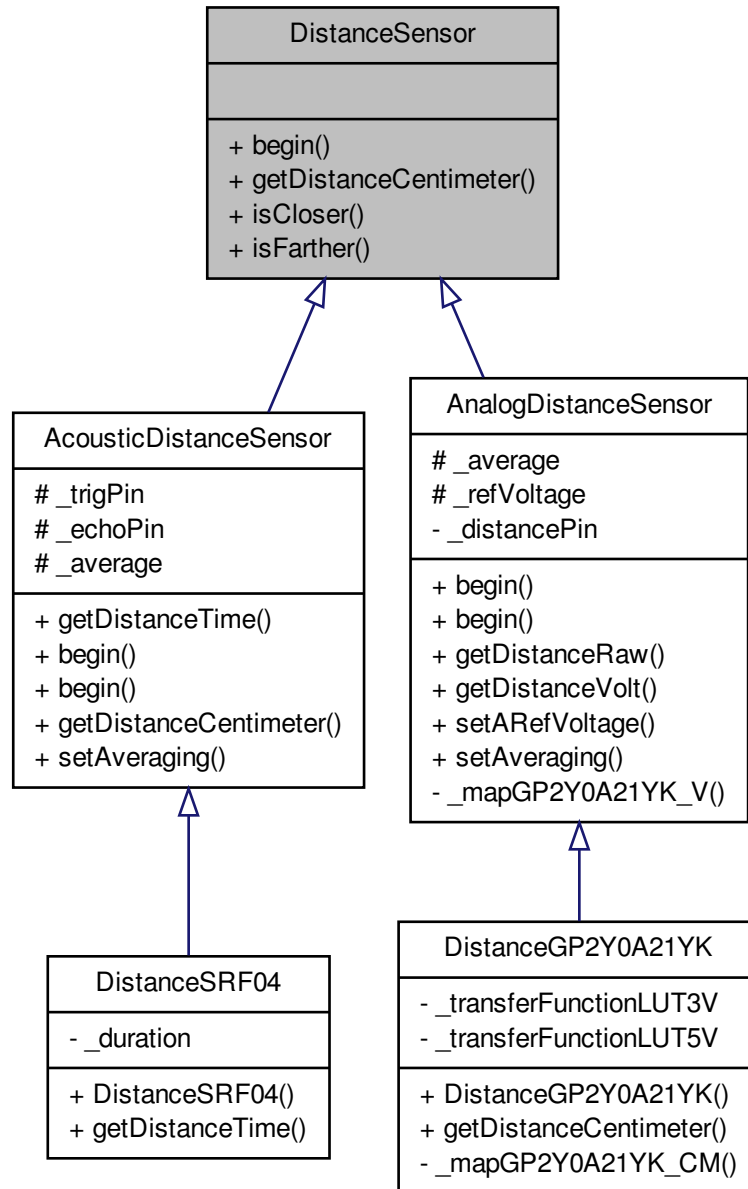 DistanceSensor
+ begin()
+ getDistanceCentimeter()
+ isCloser()
+ isFarther()
AcousticDistanceSensor
# _trigPin
# _echoPin
# _average
+ getDistanceTime()
+ begin()
+ begin()
+ getDistanceCentimeter()
+ setAveraging()
AnalogDistanceSensor
# _average
# _refVoltage
- _distancePin
+ begin()
+ begin()
+ getDistanceRaw()
+ getDistanceVolt()
+ setARefVoltage()
+ setAveraging()
- _mapGP2Y0A21YK_V()
DistanceSRF04
- _duration
+ DistanceSRF04()
+ getDistanceTime()
DistanceGP2Y0A21YK
- _transferFunctionLUT3V
- _transferFunctionLUT5V
+ DistanceGP2Y0A21YK()
+ getDistanceCentimeter()
- _mapGP2Y0A21YK_CM()